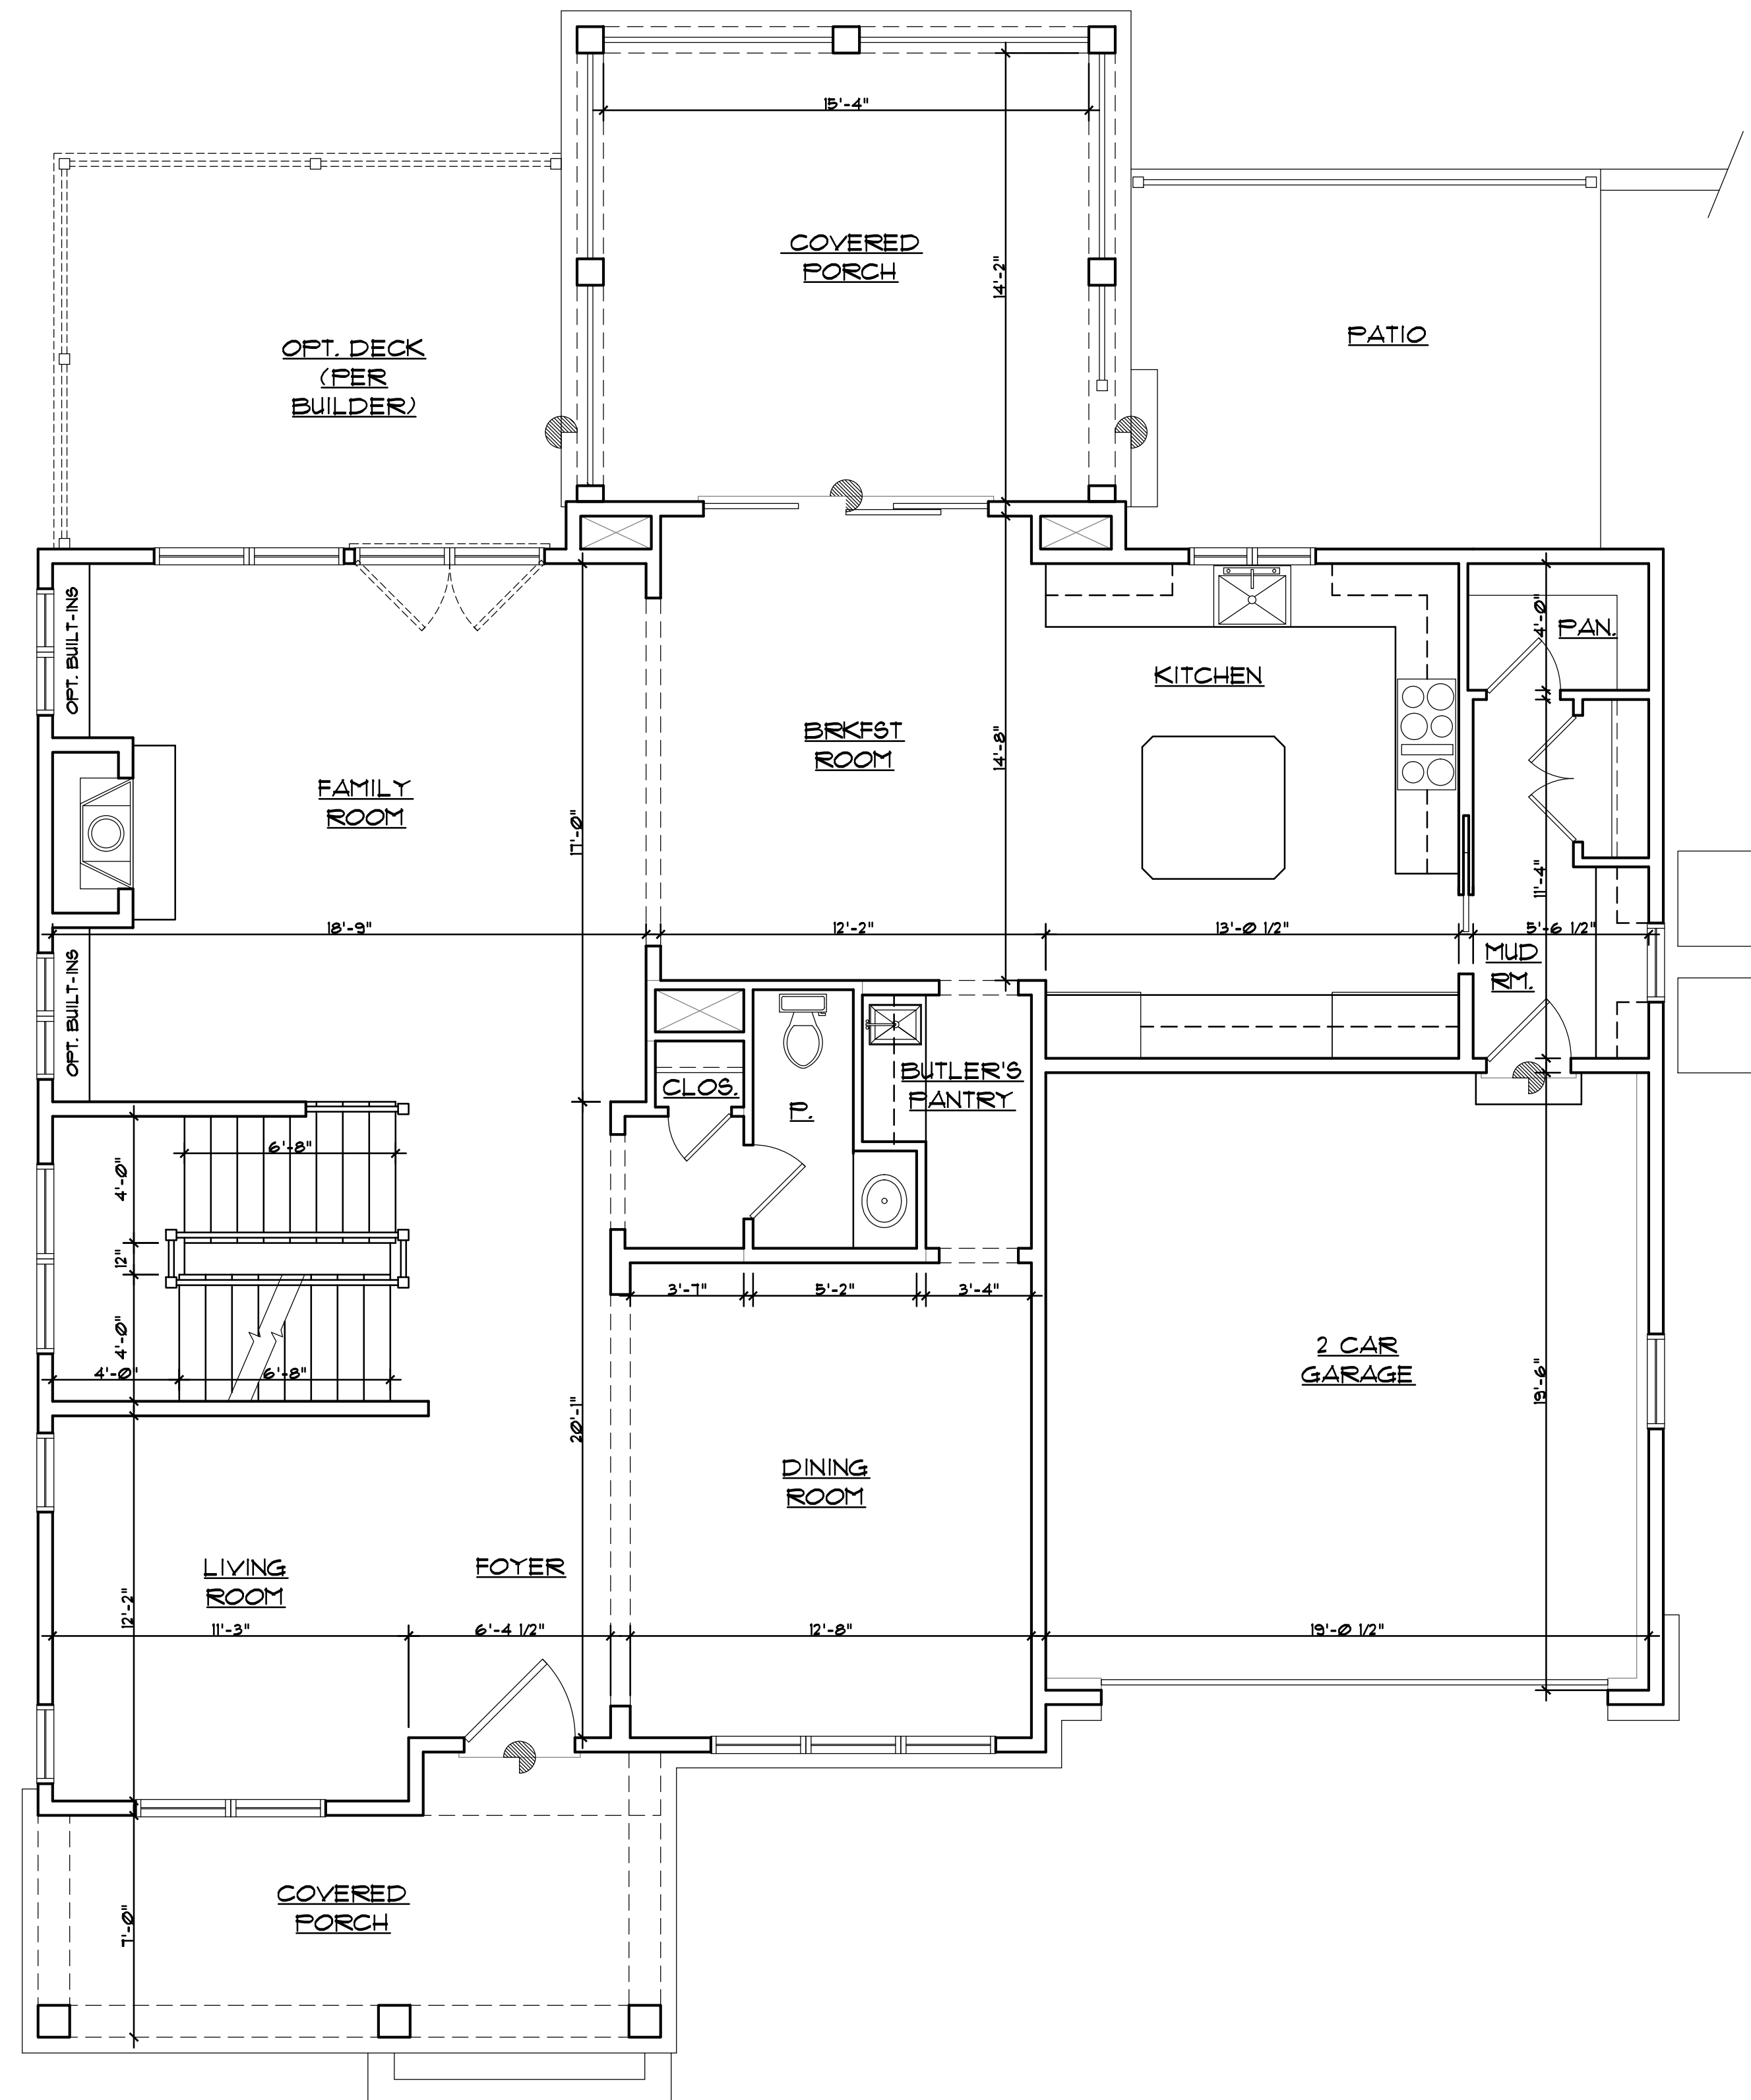 15'-4"
COVERED
PORCH
14'-2"
PATIO
OPT. DECK
(PER
BUILDER)
OPT. BUILT-INS
4'-0"
PAN.
KITCHEN
BRKFST
ROOM
14'-8"
FAMILY
ROOM
17'-0"
11'-4"
18'-9"
12'-2"
13'-0 1/2"
5'-6 1/2"
MUD
RM.
OPT. BUILT-INS
CLOS.
P.
BUTLER'S
PANTRY
6'-8"
4'-0"
12"
3'-7"
5'-2"
3'-4"
4'-0"
4'-0"
6'-8"
2 CAR
GARAGE
19'-6"
20'-1"
DINING
ROOM
LIVING
ROOM
FOYER
12'-2"
11'-3"
6'-4 1/2"
12'-8"
19'-0 1/2"
COVERED
PORCH
7'-0"